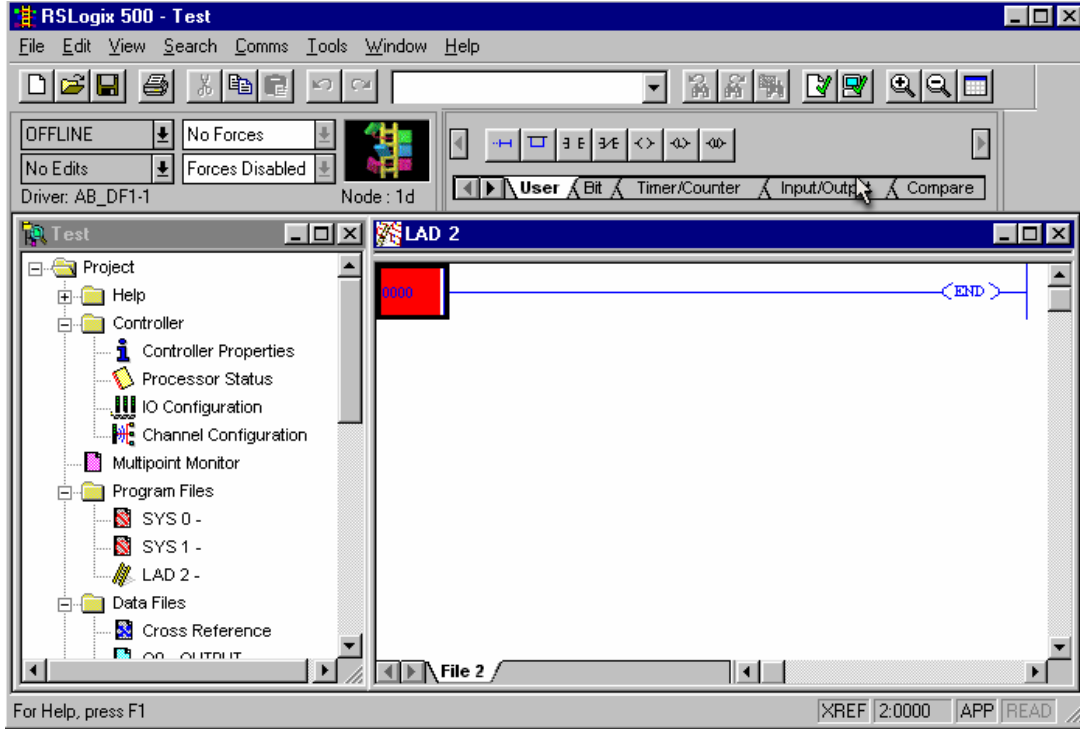 RSLogix 500 - Test
File Edit View Search Comms Tools Window Help
OFFLINE No Forces
No Edits Forces Disabled
Driver: AB_DF1-1 Node : 1d
User Bit Timer/Counter Input/Output Compare
Test
Project
Help
Controller
Controller Properties
Processor Status
IO Configuration
Channel Configuration
Multipoint Monitor
Program Files
SYS 0 -
SYS 1 -
LAD 2 -
Data Files
Cross Reference
O0 - OUTPUT
LAD 2
0000
END
File 2
For Help, press F1
XREF 2:0000 APP READ